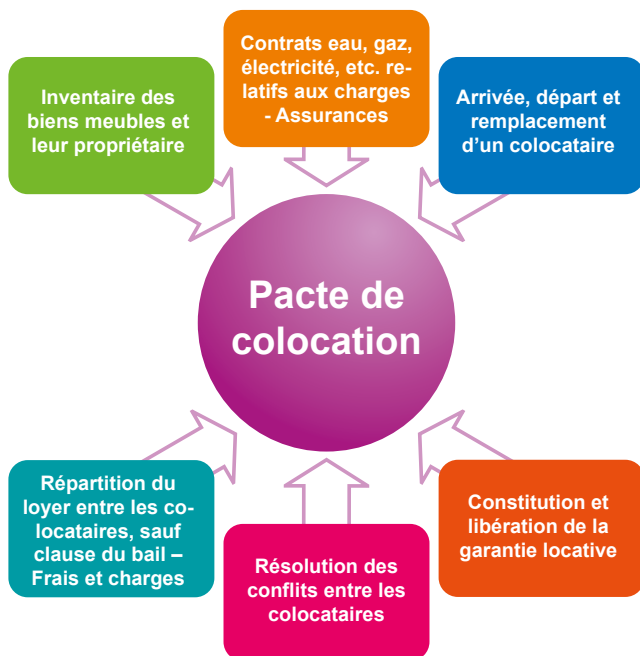 Contrats eau, gaz,
électricité, etc. re-
latifs aux charges
- Assurances
Inventaire des
biens meubles et
leur propriétaire
Arrivée, départ et
remplacement
d'un colocataire
Pacte de
colocation
Répartition du
loyer entre les co-
locataires, sauf
clause du bail –
Frais et charges
Résolution des
conflits entre les
colocataires
Constitution et
libération de la
garantie locative